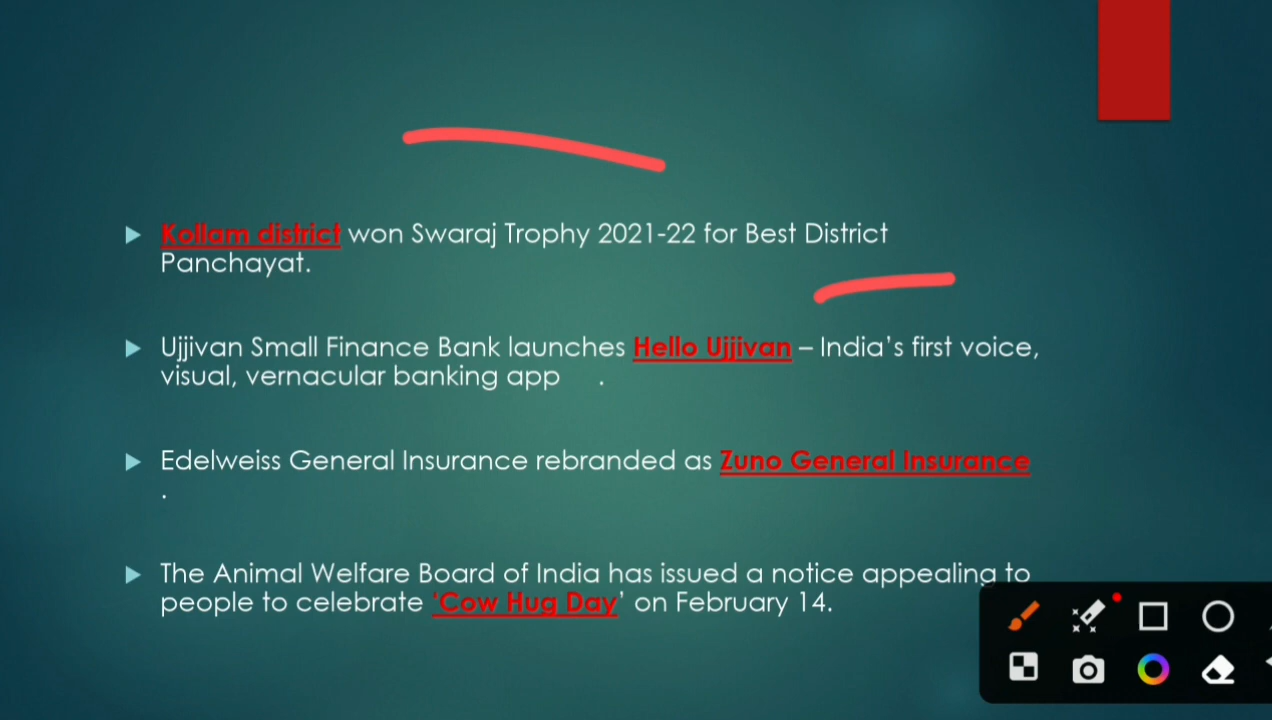 Kollam district won Swaraj Trophy 2021-22 for Best District
Panchayat.
Ujjivan Small Finance Bank launches Hello Ujjivan – India's first voice,
visual, vernacular banking app .
Edelweiss General Insurance rebranded as Zuno General Insurance
.
The Animal Welfare Board of India has issued a notice appealing to
people to celebrate 'Cow Hug Day' on February 14.